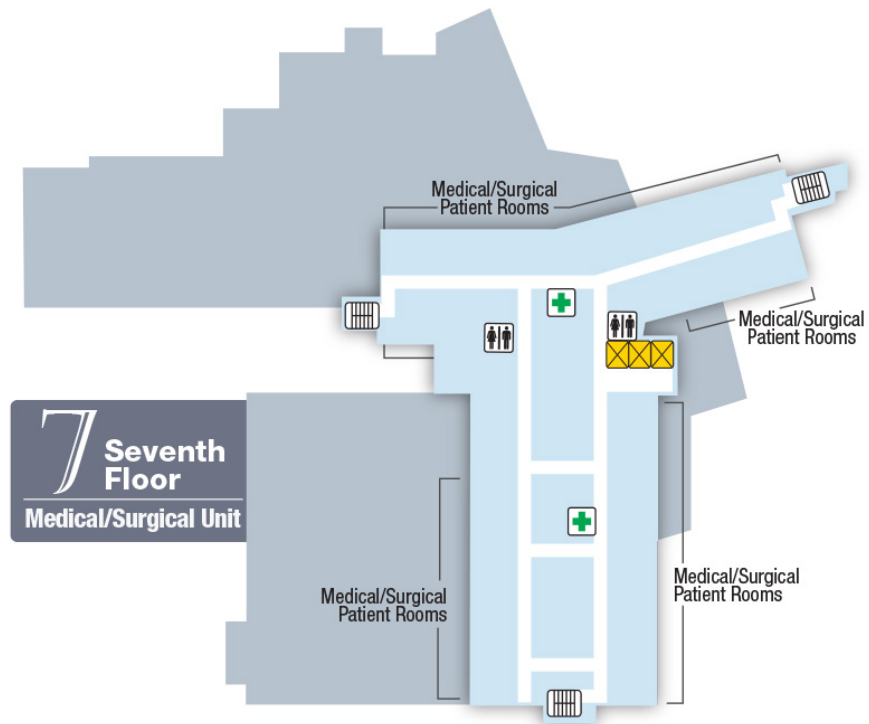 Medical/Surgical
Patient Rooms
Medical/Surgical
Patient Rooms
7
Seventh
Floor
Medical/Surgical Unit
Medical/Surgical
Patient Rooms
Medical/Surgical
Patient Rooms